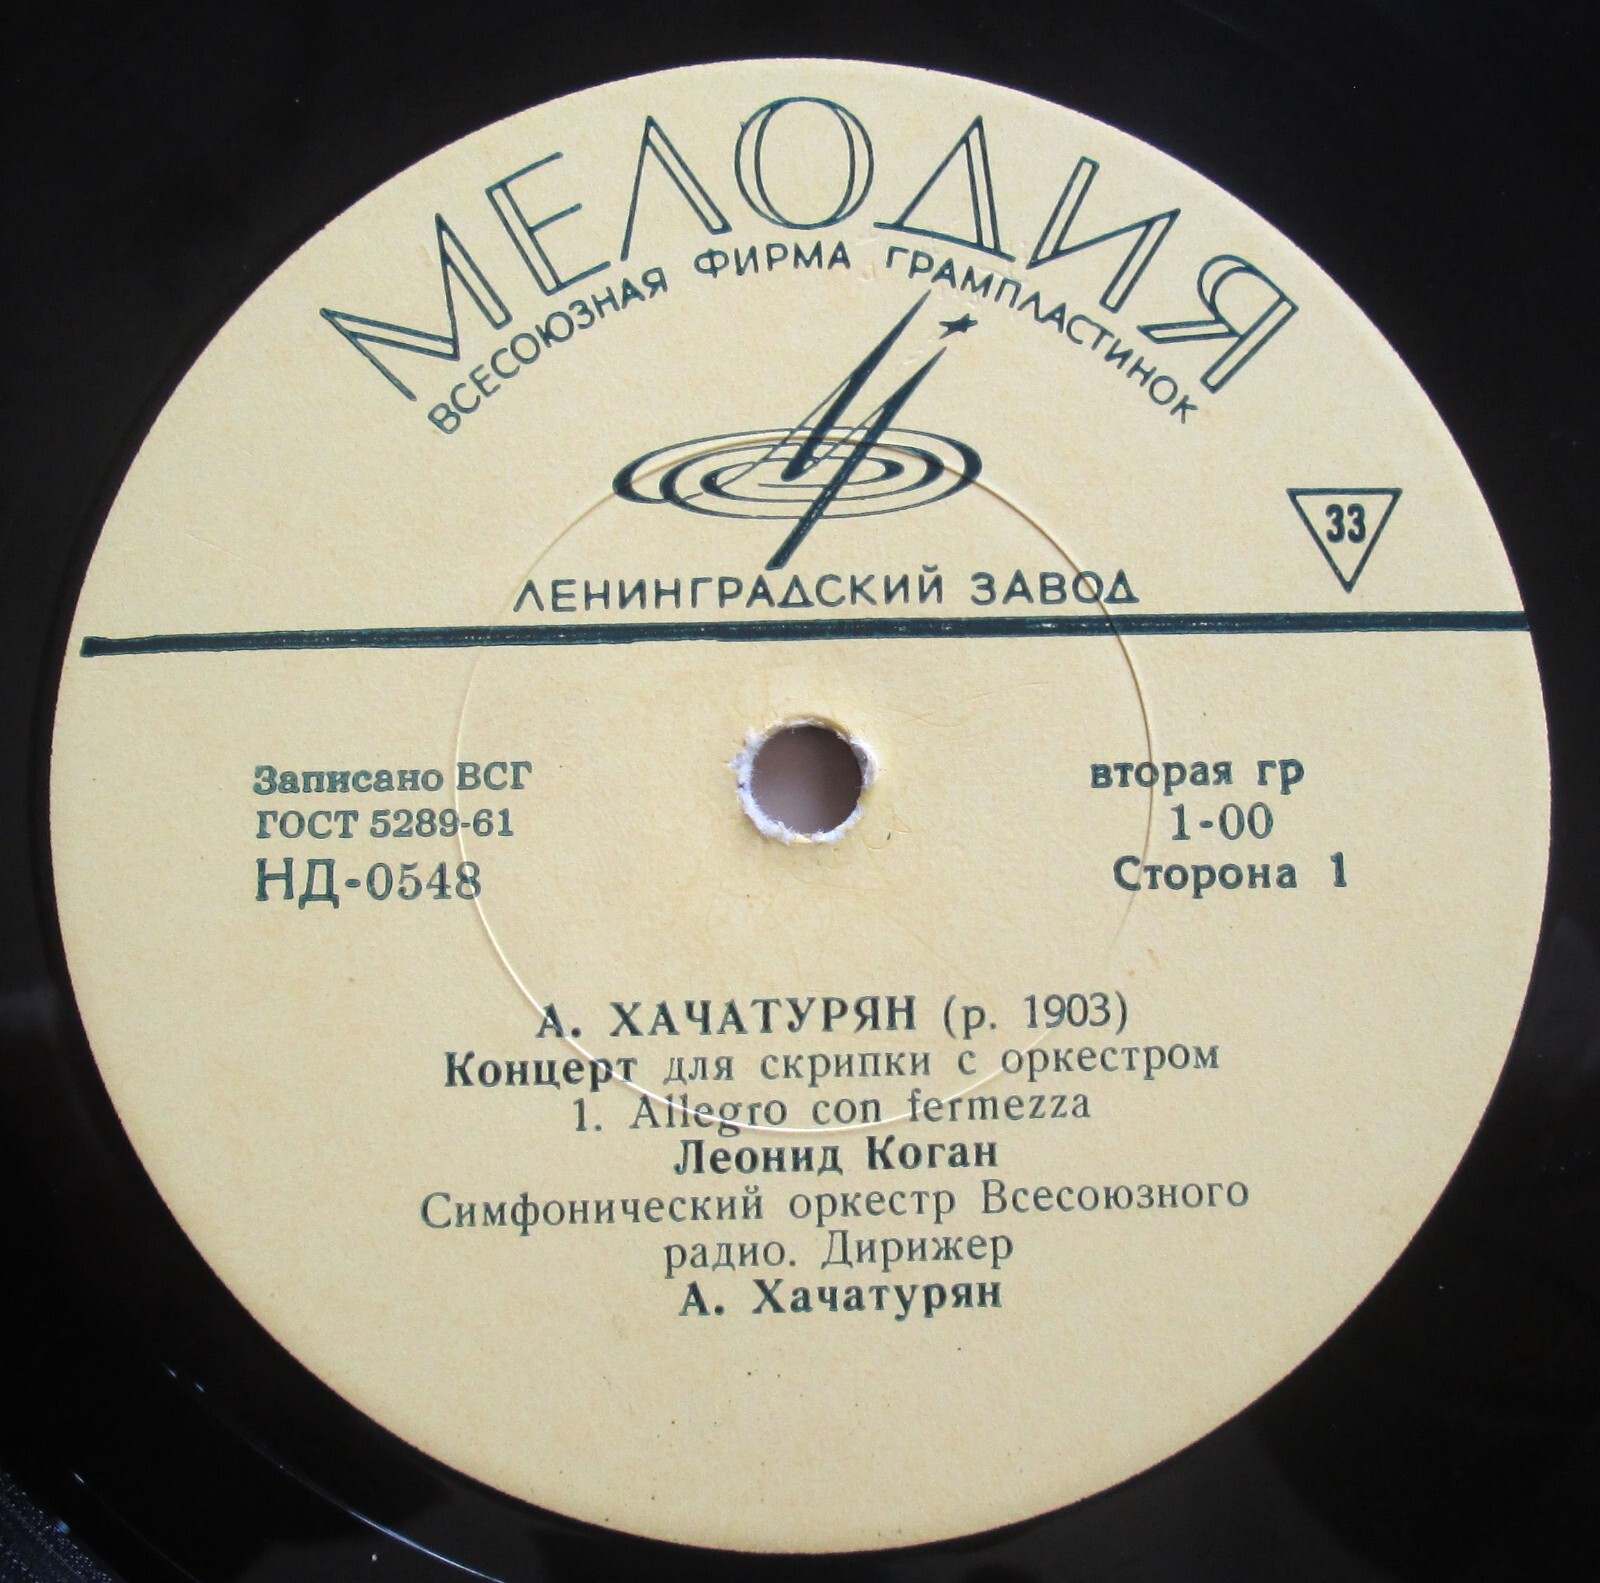 МЕЛОДИЯ
ВСЕСОЮЗНАЯ ФИРМА ГРАМПЛАСТИНОК
33
ЛЕНИНГРАДСКИЙ ЗАВОД
Записано ВСГ
ГОСТ 5289-61
НД-0548
вторая гр
1-00
Сторона 1
А. ХАЧАТУРЯН (р. 1903)
Концерт для скрипки с оркестром
1. Allegro con fermezza
Леонид Коган
Симфонический оркестр Всесоюзного
радио. Дирижер
А. Хачатурян